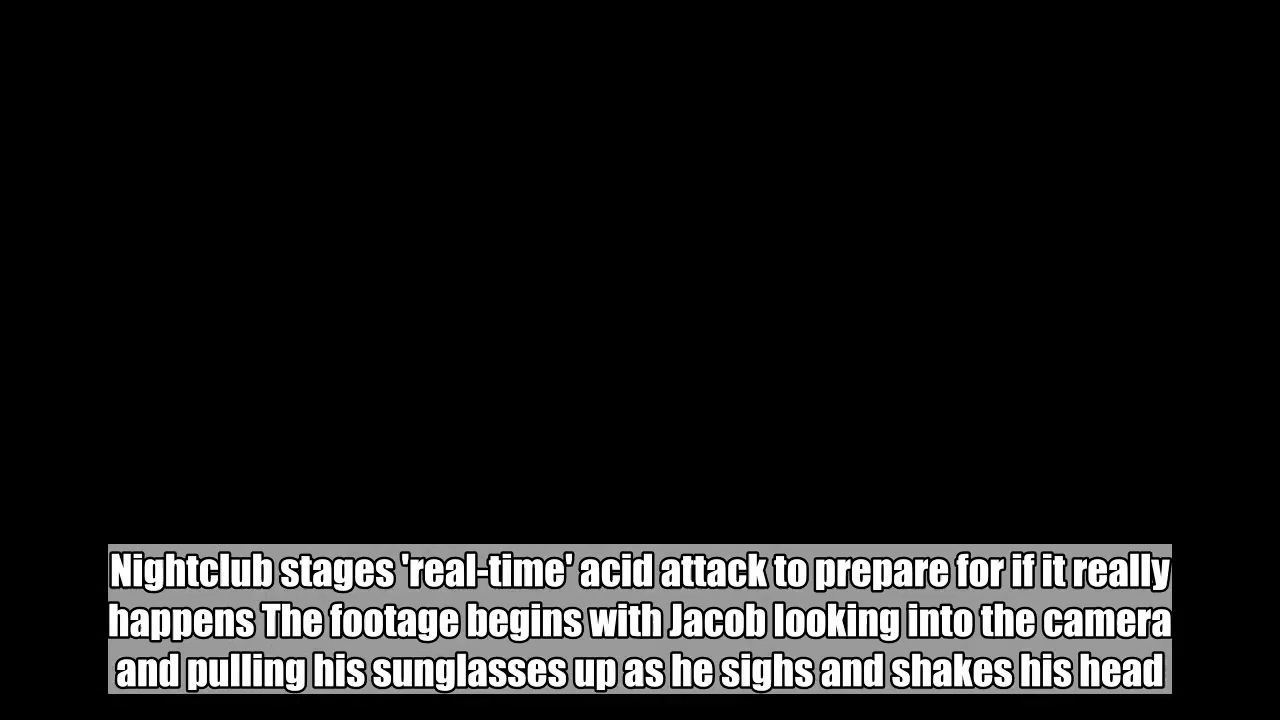 Nightclub stages 'real-time' acid attack to prepare for if it really
happens The footage begins with Jacob looking into the camera
and pulling his sunglasses up as he sighs and shakes his head